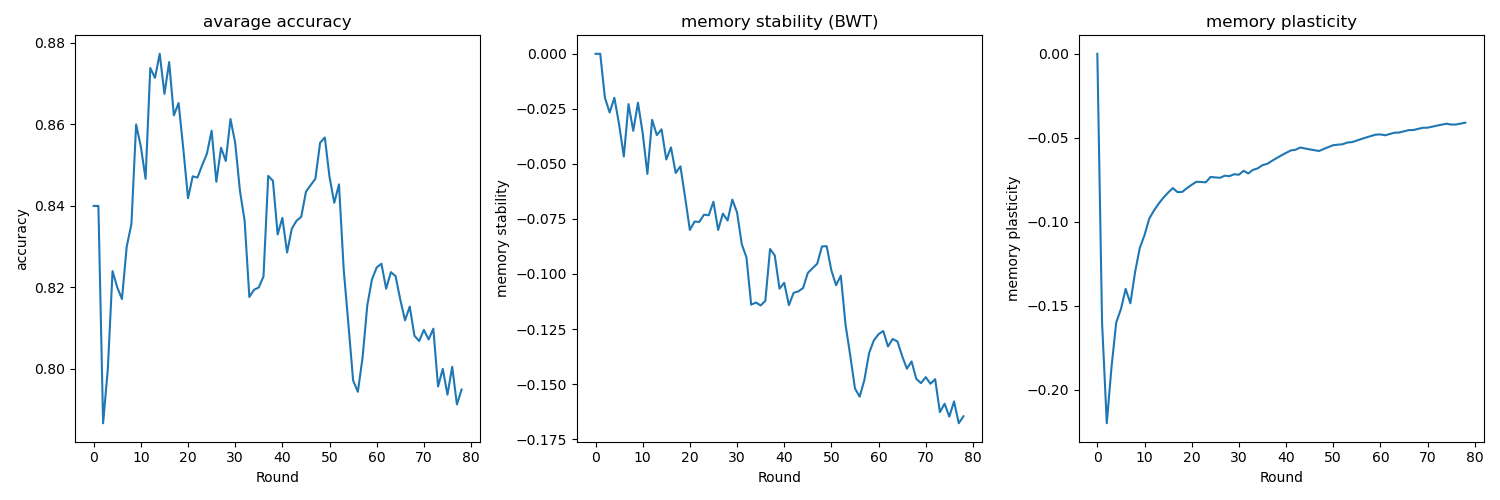 avarage accuracy
accuracy
0.88
0.86
0.84
0.82
0.80
0 10 20 30 40 50 60 70 80
Round
memory stability (BWT)
memory stability
0.000
−0.025
−0.050
−0.075
−0.100
−0.125
−0.150
−0.175
0 10 20 30 40 50 60 70 80
Round
memory plasticity
memory plasticity
0.00
−0.05
−0.10
−0.15
−0.20
0 10 20 30 40 50 60 70 80
Round